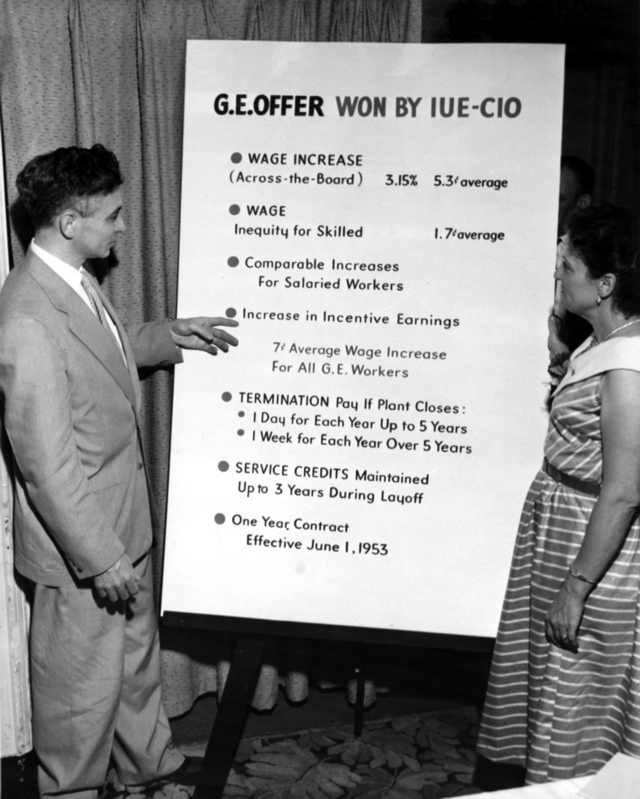 G.E. OFFER WON BY IUE-CIO
WAGE INCREASE
(Across-the-Board) 3.15% 5.3¢ average
WAGE
Inequity for Skilled 1.7¢ average
Comparable Increases
For Salaried Workers
Increase in Incentive Earnings
7¢ Average Wage Increase
For All G.E. Workers
TERMINATION Pay If Plant Closes:
1 Day for Each Year Up to 5 Years
1 Week for Each Year Over 5 Years
SERVICE CREDITS Maintained
Up to 3 Years During Layoff
One Year, Contract
Effective June 1, 1953